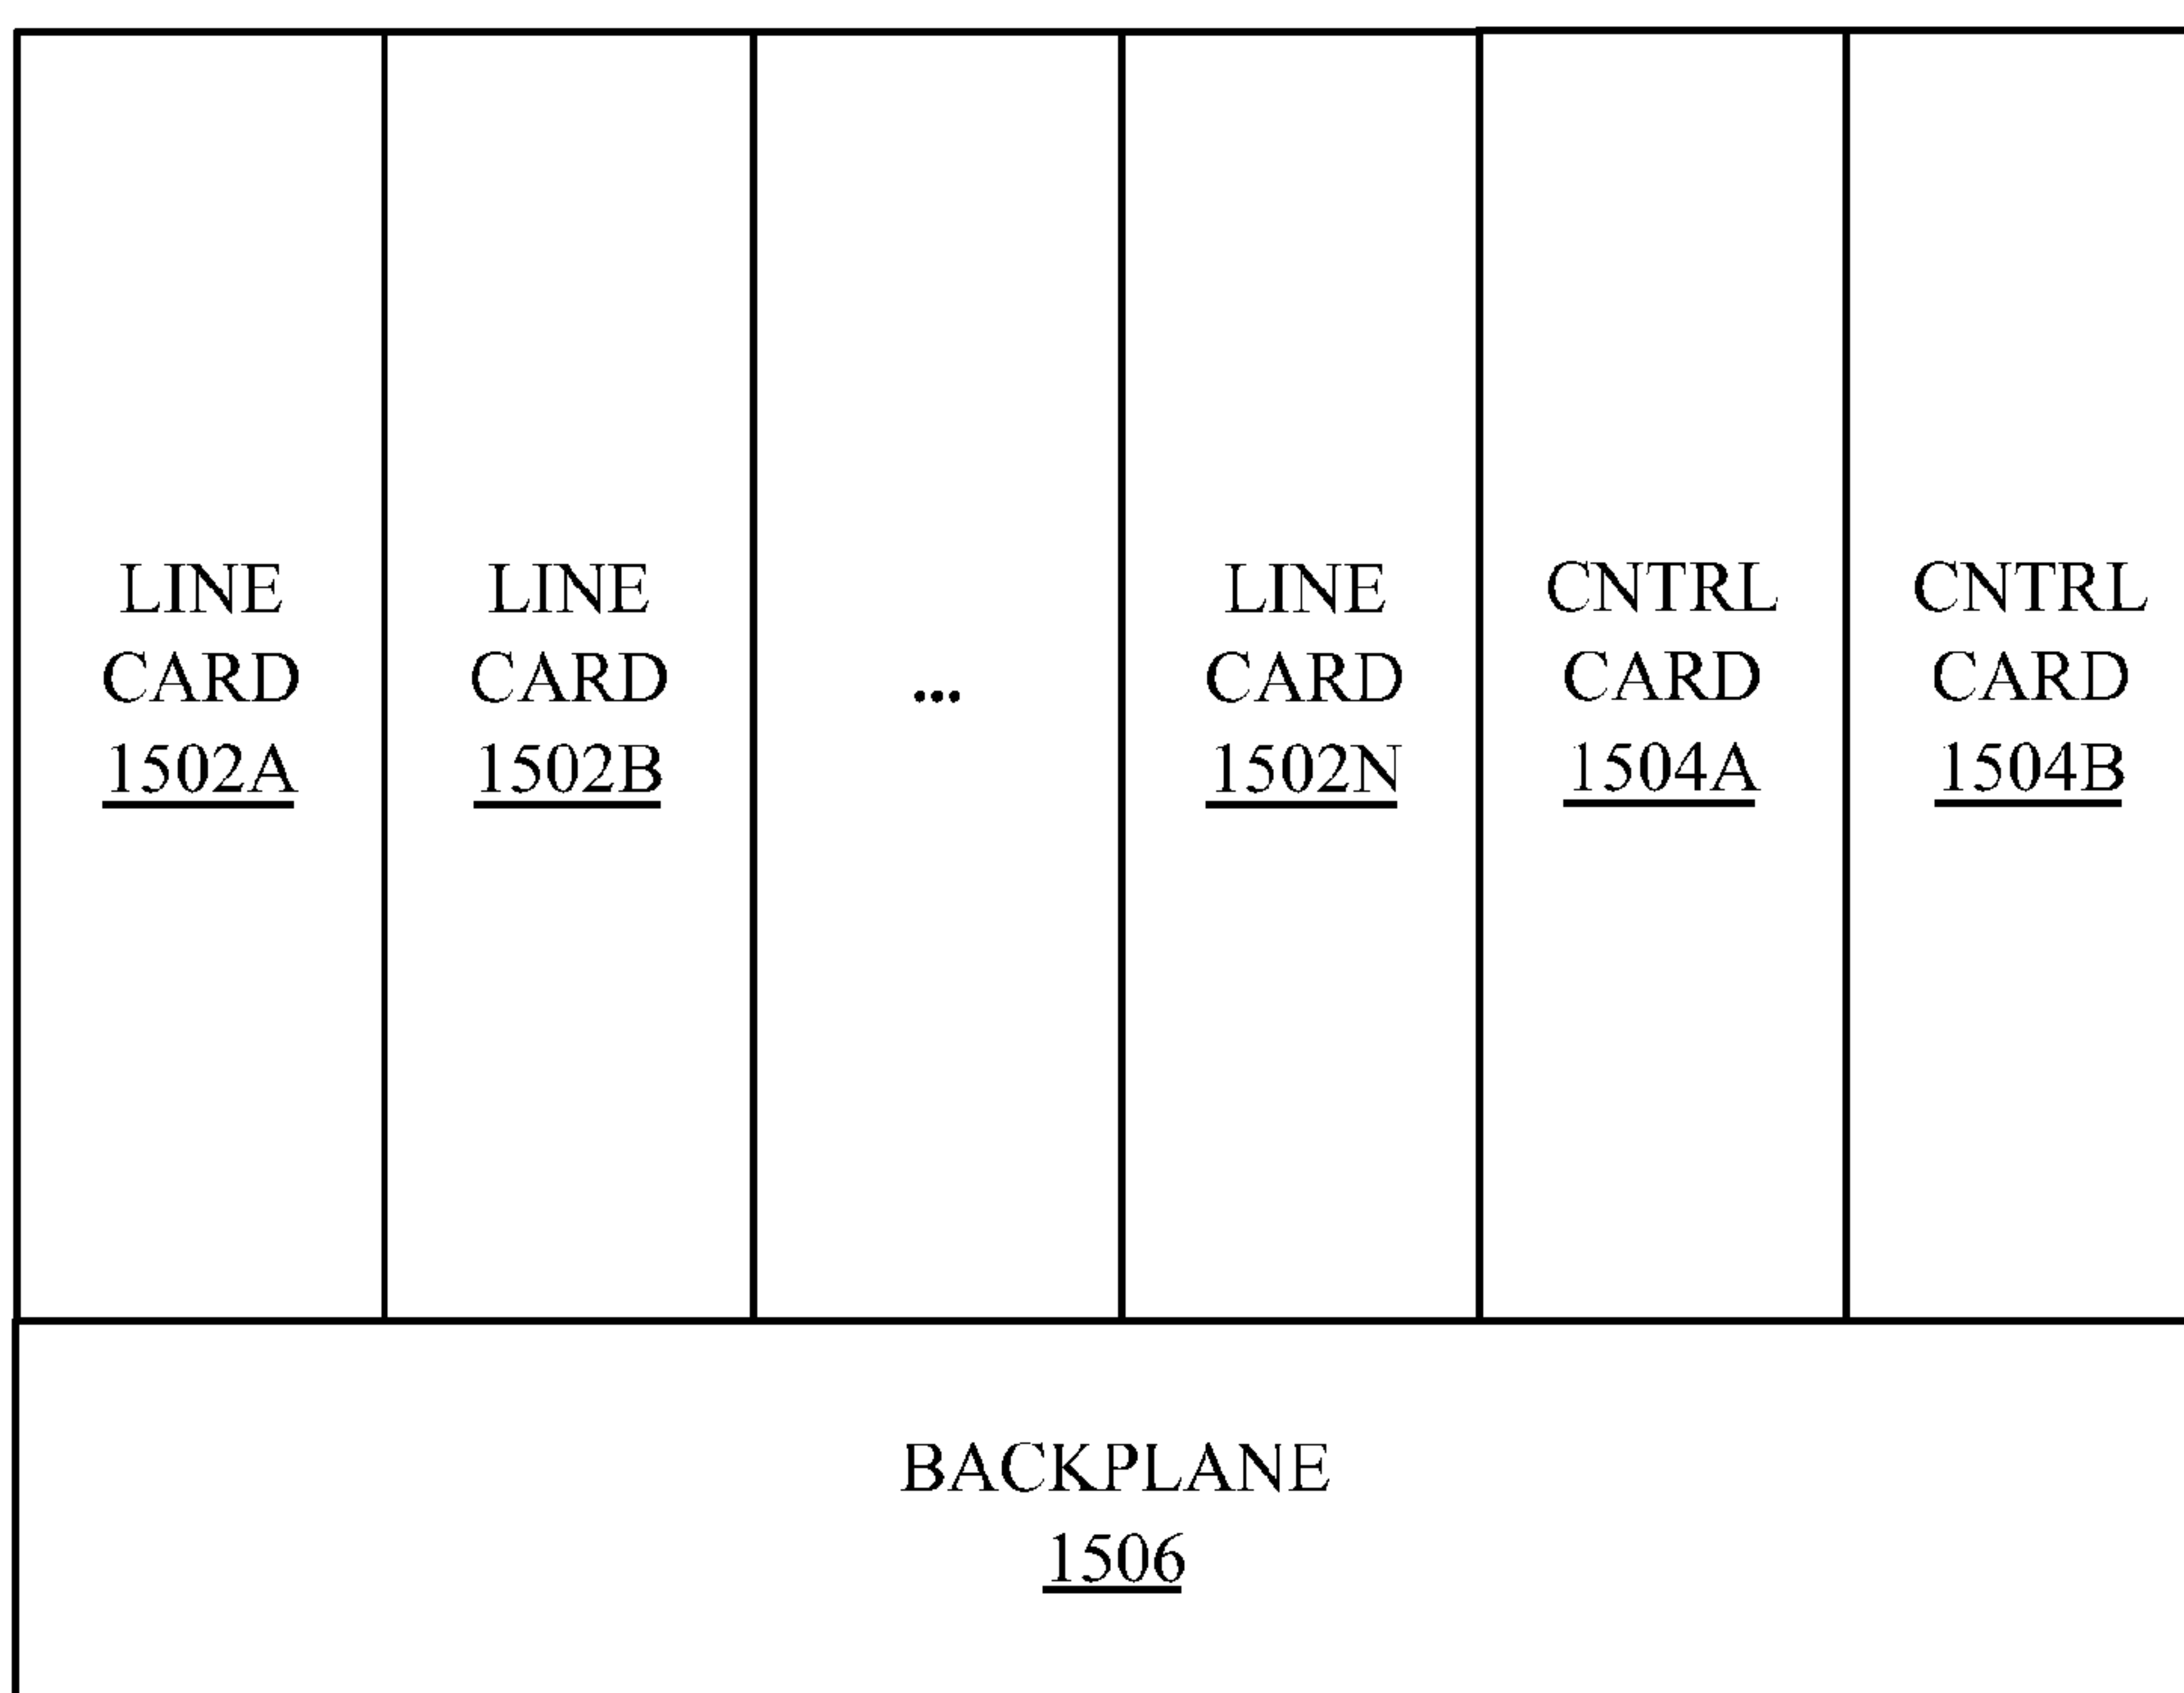 LINE
CARD
1502A
LINE
CARD
1502B
...
LINE
CARD
1502N
CNTRL
CARD
1504A
CNTRL
CARD
1504B
BACKPLANE
1506